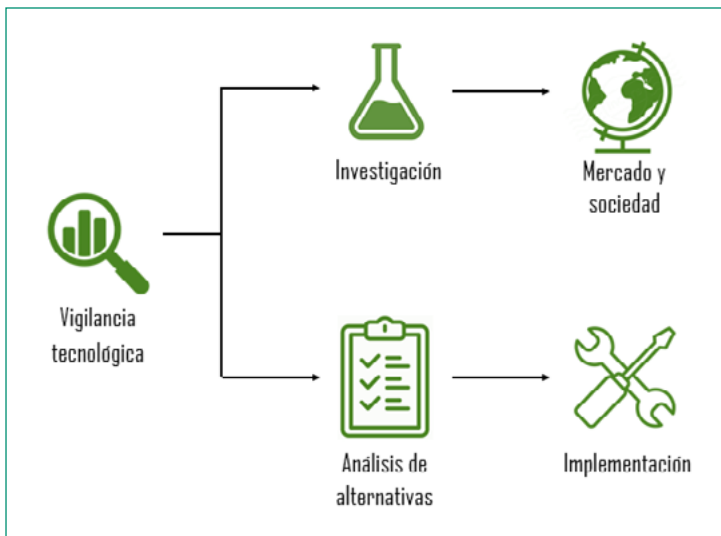 Investigación
Mercado y
sociedad
Vigilancia
tecnológica
Análisis de
alternativas
Implementación